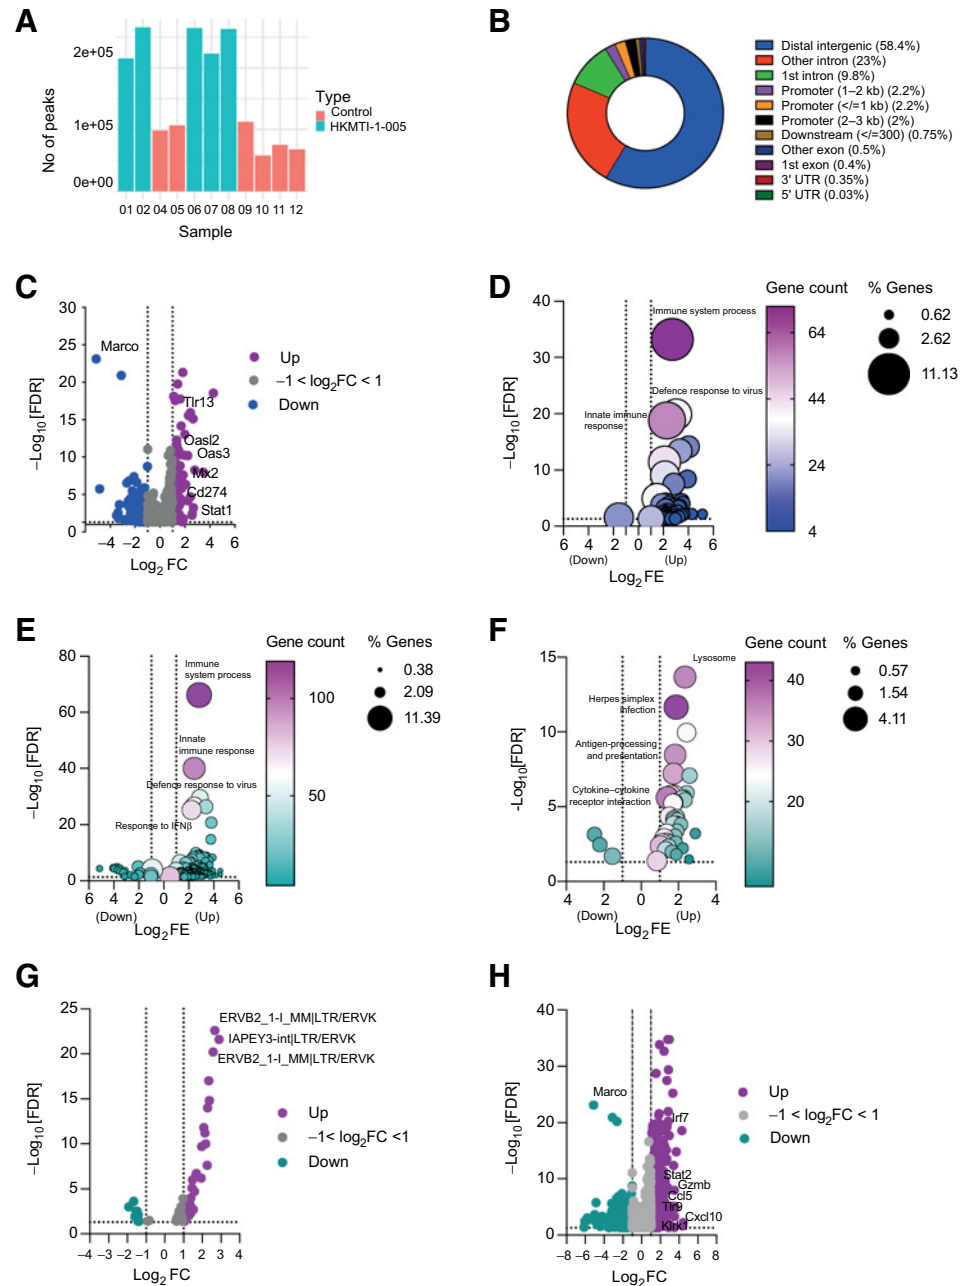 A
No of peaks
2e+05
1e+05
0e+00
01 02 04 05 06 07 08 09 10 11 12
Sample
Type
Control
HKMTI-1-005
B
Distal intergenic (58.4%)
Other intron (23%)
1st intron (9.8%)
Promoter (1–2 kb) (2.2%)
Promoter (</=1 kb) (2.2%)
Promoter (2–3 kb) (2%)
Downstream (</=300) (0.75%)
Other exon (0.5%)
1st exon (0.4%)
3' UTR (0.35%)
5' UTR (0.03%)
C
–Log10 [FDR]
30
25
20
15
10
5
0
Marco
Tlr13
Oasl2
Oas3
Mx2
Cd274
Stat1
–4 –2 0 2 4 6
Log2 FC
Up
–1 < log2FC < 1
Down
D
–Log10 [FDR]
40
30
20
10
0
Immune system process
Defence response to virus
Innate immune
response
6 4 2 0 2 4 6
(Down) (Up)
Log2 FE
Gene count
64
44
24
4
% Genes
0.62
2.62
11.13
E
–Log10 [FDR]
80
60
40
20
0
Immune
system process
Innate
immune response
Defence response to virus
Response to IFNβ
6 4 2 0 2 4 6
(Down) (Up)
Log2 FE
Gene count
100
50
% Genes
0.38
2.09
11.39
F
-Log10 [FDR]
15
10
5
0
Lysosome
Herpes simplex
infection
Antigen-processing
and presentation
Cytokine–cytokine
receptor interaction
4 2 0 2 4
(Down) (Up)
Log2FE
Gene count
40
30
20
% Genes
0.57
1.54
4.11
G
–Log10 [FDR]
25
20
15
10
5
0
ERVB2_1-I_MM|LTR/ERVK
IAPEY3-int|LTR/ERVK
ERVB2_1-I_MM|LTR/ERVK
–4 –3 –2 –1 0 1 2 3 4
Log2 FC
Up
–1< log2FC <1
Down
H
–Log10 [FDR]
40
30
20
10
0
Marco
Irf7
Stat2
Gzmb
Ccl5
Tlr9
Cxcl10
Klrk1
–8 –6 –4 –2 0 2 4 6 8
Log2FC
Up
–1 < log2FC < 1
Down